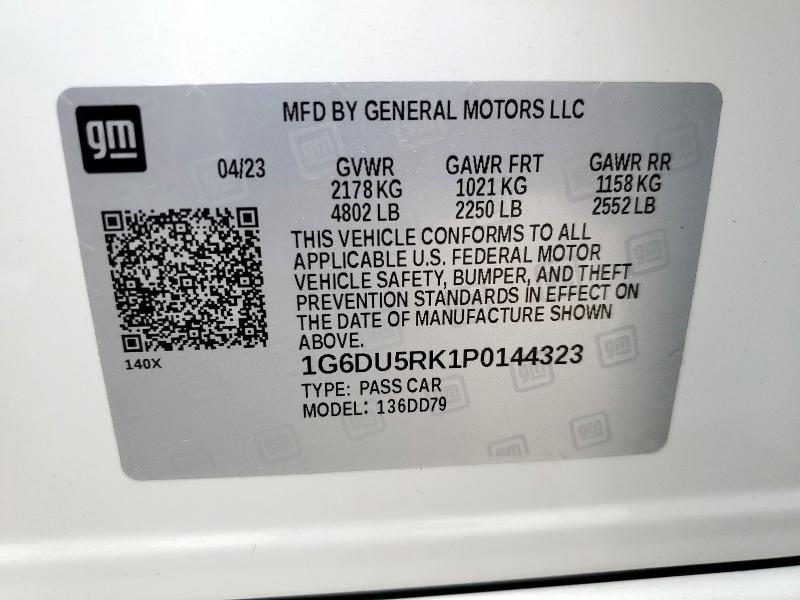 gm
MFD BY GENERAL MOTORS LLC
04/23 GVWR GAWR FRT GAWR RR
2178 KG 1021 KG 1158 KG
4802 LB 2250 LB 2552 LB
THIS VEHICLE CONFORMS TO ALL
APPLICABLE U.S. FEDERAL MOTOR
VEHICLE SAFETY, BUMPER, AND THEFT
PREVENTION STANDARDS IN EFFECT ON
THE DATE OF MANUFACTURE SHOWN
ABOVE.
140X
1G6DU5RK1P0144323
TYPE: PASS CAR
MODEL: 136DD79